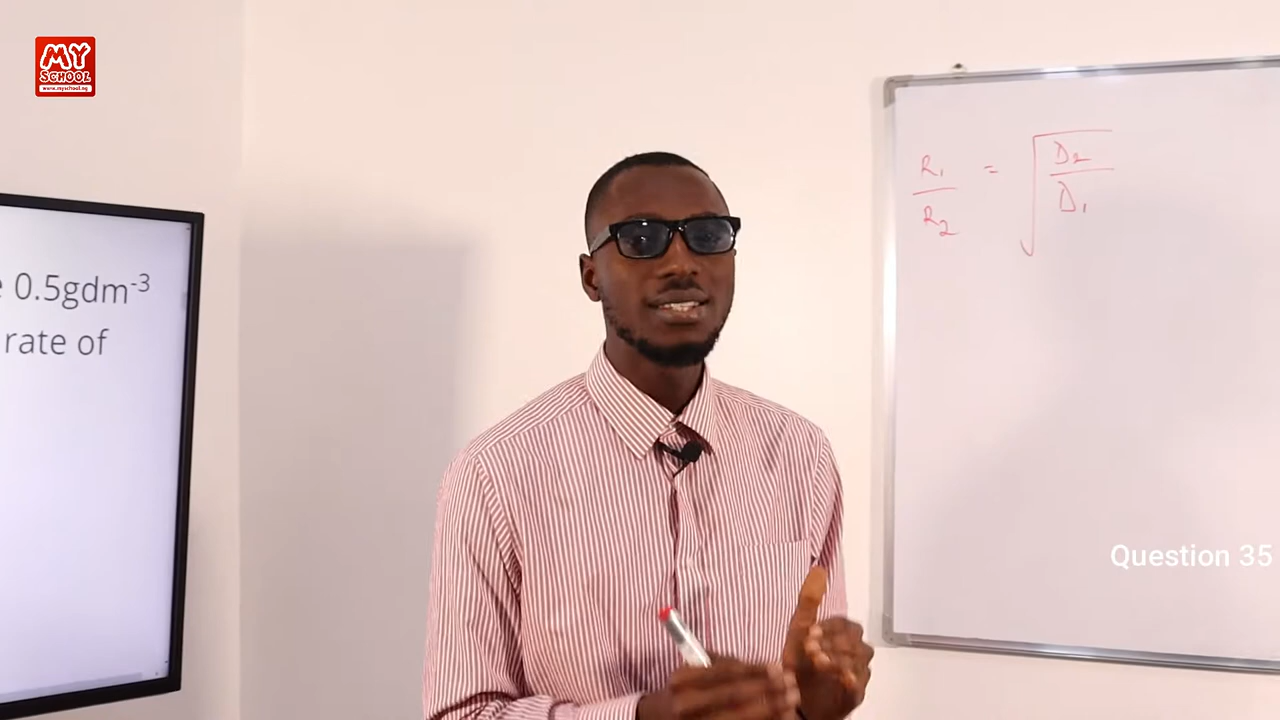 MY
SCHOOL
www.myschool.ng
0.5gdm⁻³
rate of
R₁ / R₂ = √(D₂ / D₁)
Question 35